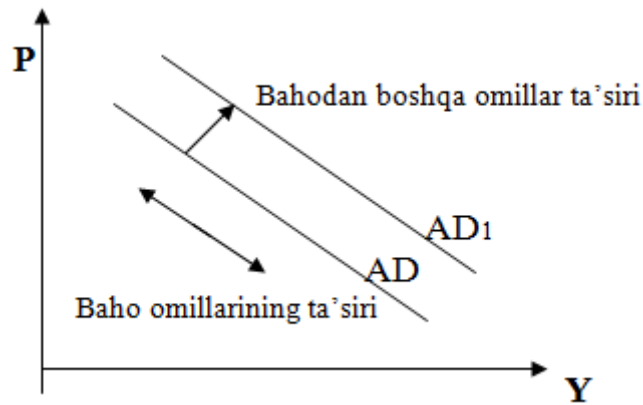 P
Bahodan boshqa omillar ta’siri
AD1
AD
Baho omillarining ta’siri
Y